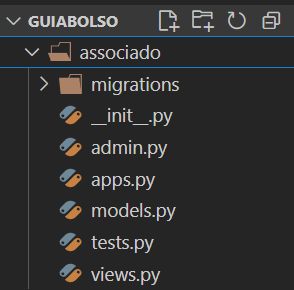 GUIABOLSO
associado
migrations
__init__.py
admin.py
apps.py
models.py
tests.py
views.py